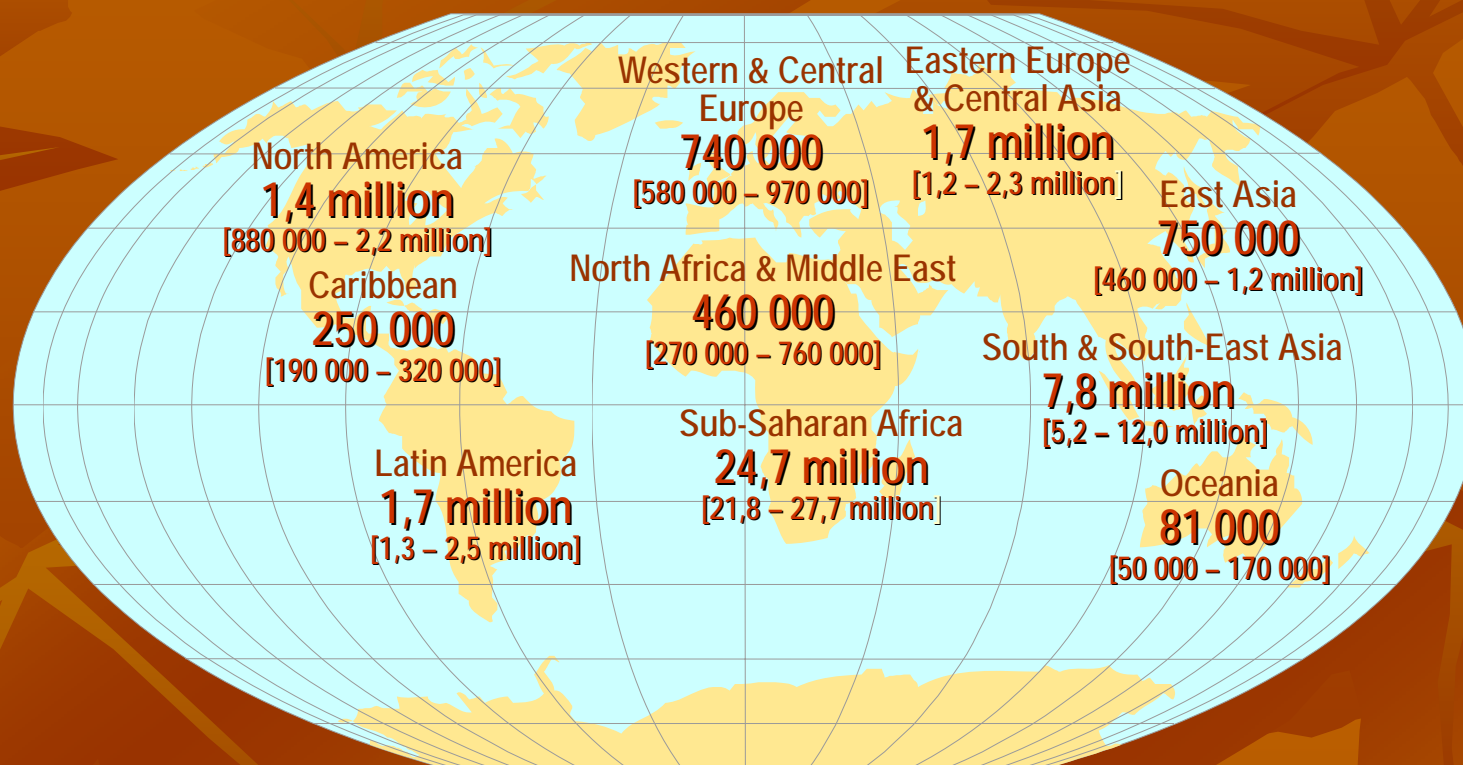 Western & Central
Europe
740 000
[580 000 – 970 000]
Eastern Europe
& Central Asia
1,7 million
[1,2 – 2,3 million]
North America
1,4 million
[880 000 – 2,2 million]
East Asia
750 000
[460 000 – 1,2 million]
Caribbean
250 000
[190 000 – 320 000]
North Africa & Middle East
460 000
[270 000 – 760 000]
South & South-East Asia
7,8 million
[5,2 – 12,0 million]
Sub-Saharan Africa
24,7 million
[21,8 – 27,7 million]
Latin America
1,7 million
[1,3 – 2,5 million]
Oceania
81 000
[50 000 – 170 000]